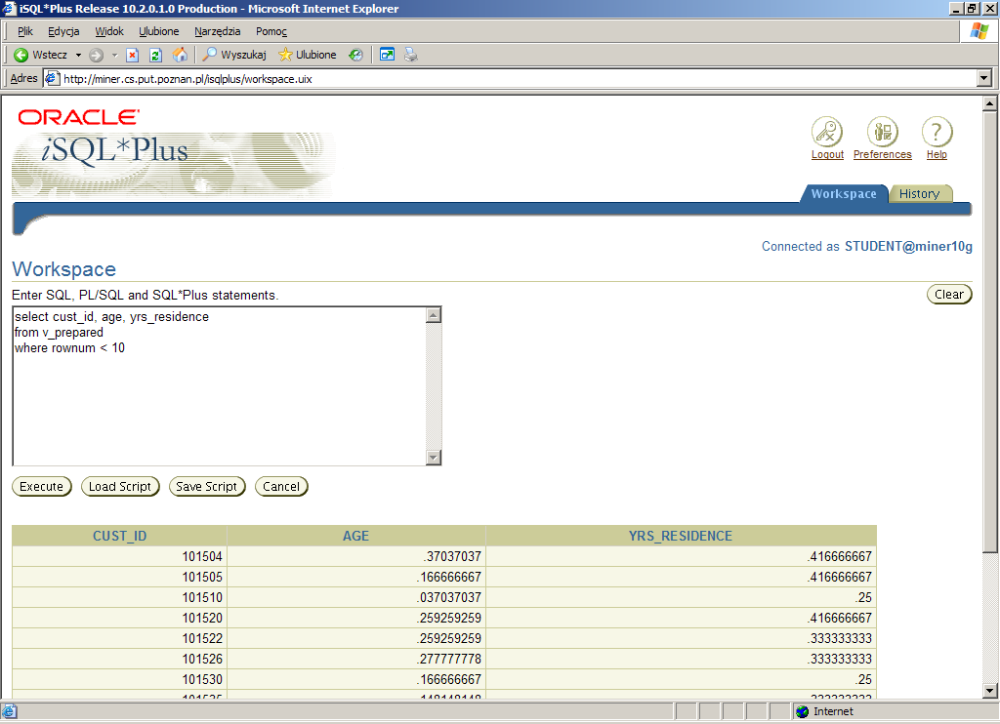 iSQL*Plus Release 10.2.0.1.0 Production - Microsoft Internet Explorer
Plik Edycja Widok Ulubione Narzędzia Pomoc
Wstecz Wyszukaj Ulubione
Adres http://miner.cs.put.poznan.pl/isqlplus/workspace.uix
ORACLE
iSQL*Plus
Logout Preferences Help
Workspace History
Connected as STUDENT@miner10g
Workspace
Enter SQL, PL/SQL and SQL*Plus statements.
Clear
select cust_id, age, yrs_residence
from v_prepared
where rownum < 10
Execute Load Script Save Script Cancel
CUST_ID AGE YRS_RESIDENCE
101504 .37037037 .416666667
101505 .166666667 .416666667
101510 .037037037 .25
101520 .259259259 .416666667
101522 .259259259 .333333333
101526 .277777778 .333333333
101530 .166666667 .25
101535 .148148148 .333333333
Internet